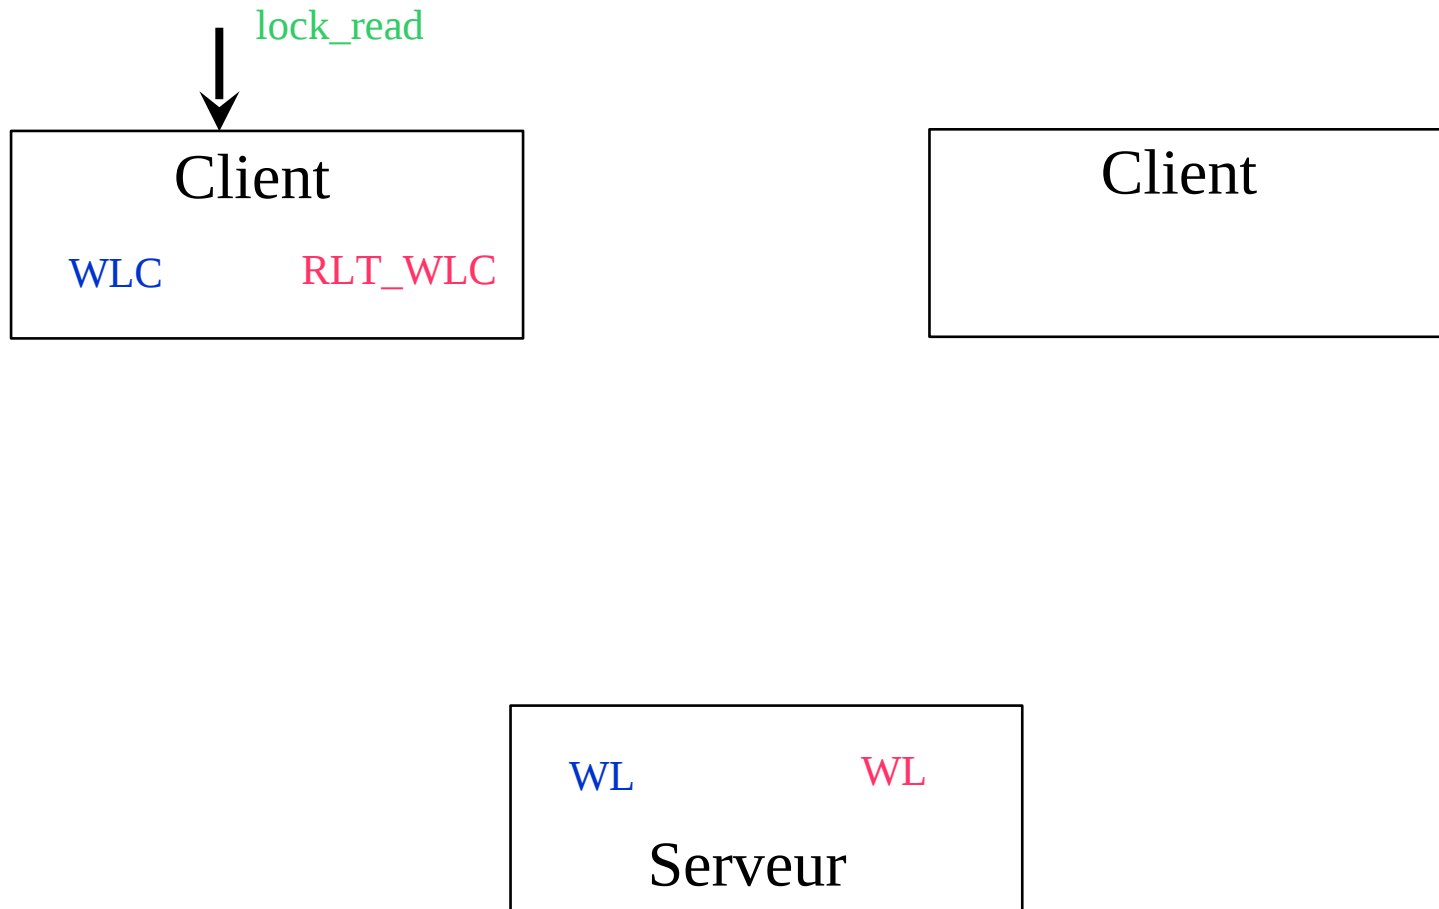 lock_read
Client
Client
WLC
RLT_WLC
WL
WL
Serveur